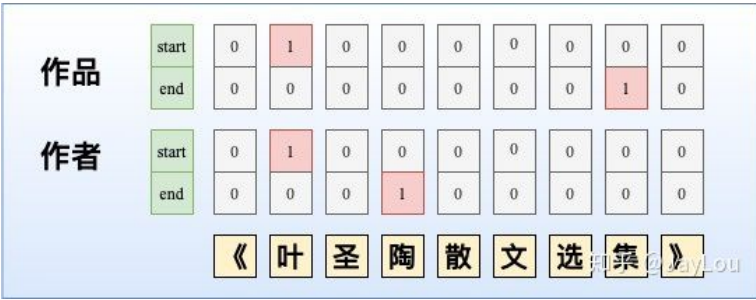 作品 start 0 1 0 0 0 0 0 0 0
end 0 0 0 0 0 0 0 1 0
作者 start 0 1 0 0 0 0 0 0 0
end 0 0 0 1 0 0 0 0 0
《 叶 圣 陶 散 文 选 集 》
知乎 @JayLou